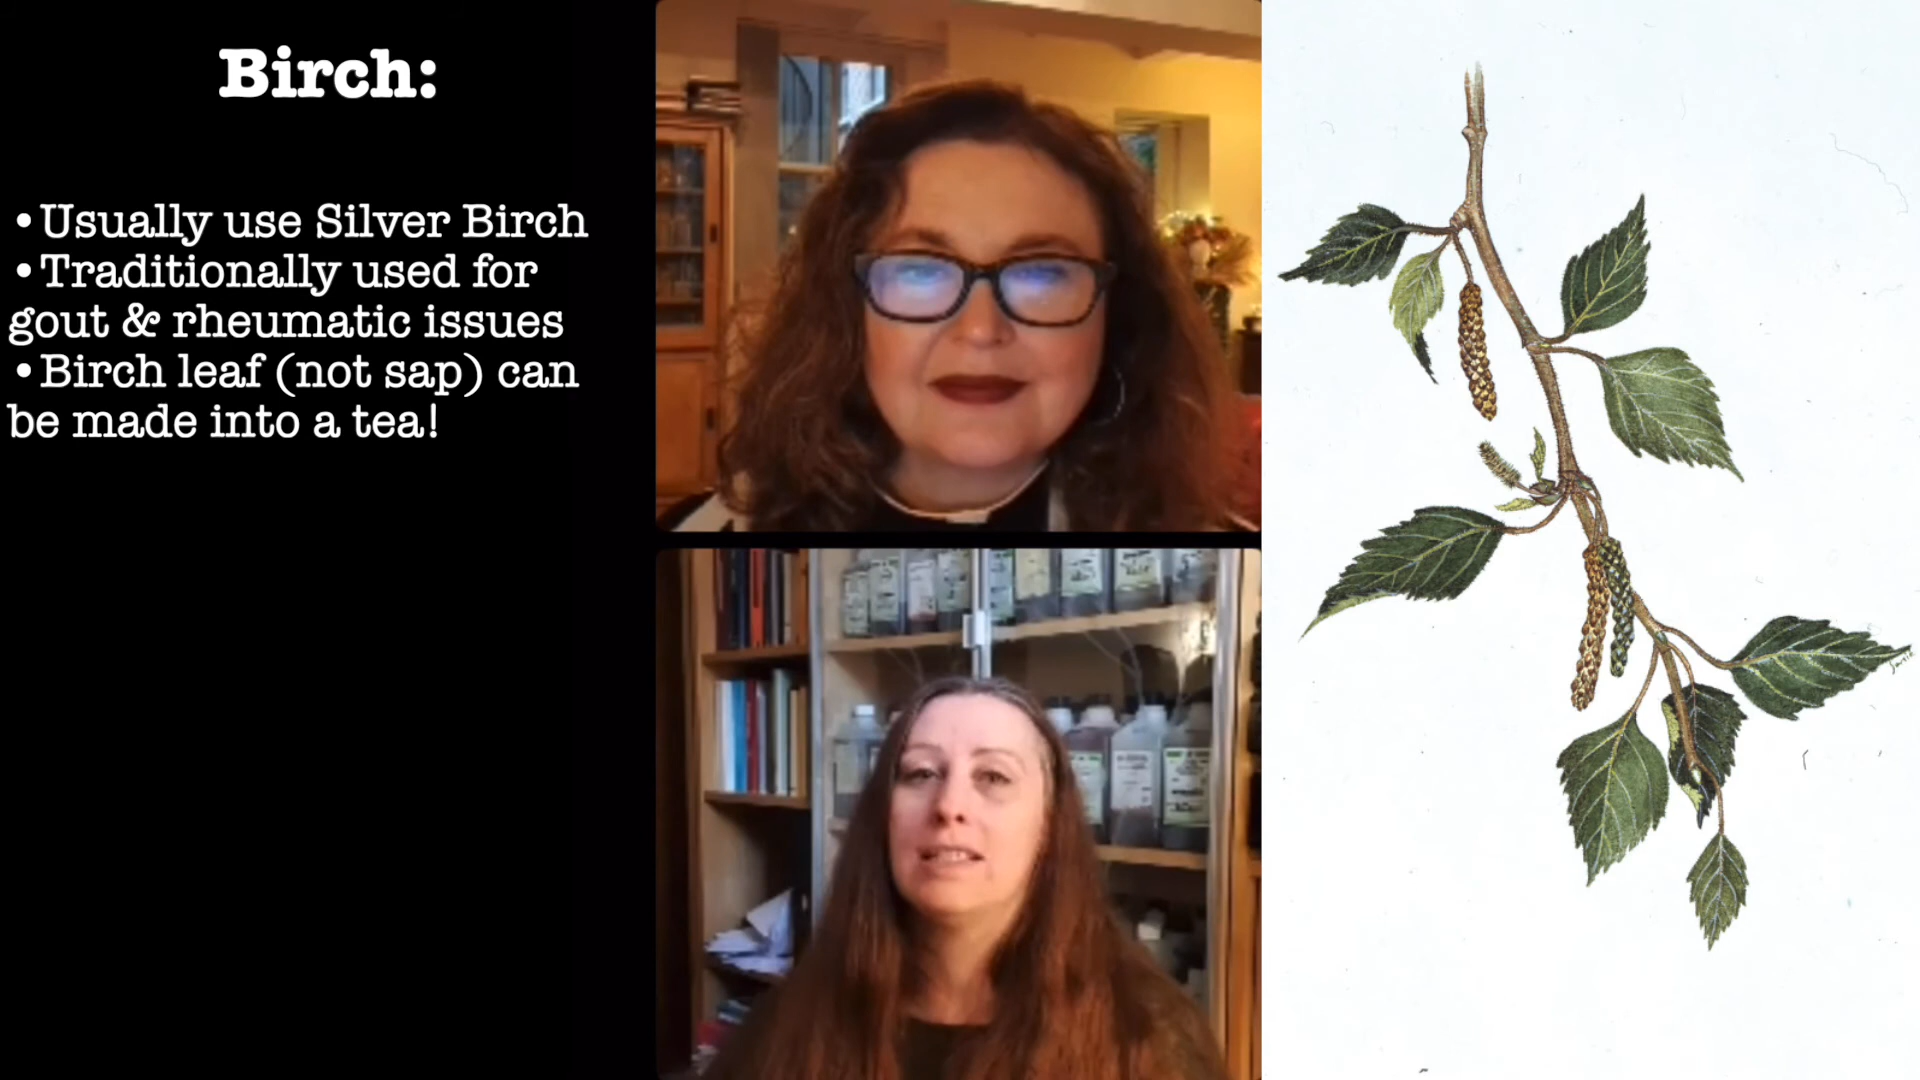 Birch:
•Usually use Silver Birch
•Traditionally used for
gout & rheumatic issues
•Birch leaf (not sap) can
be made into a tea!